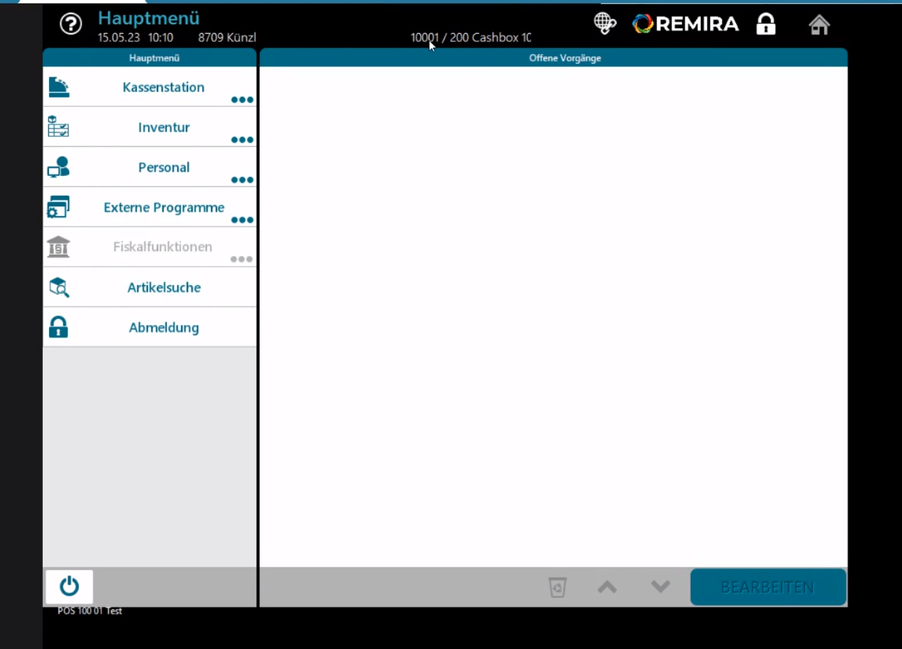 Hauptmenü
15.05.23 10:10 8709 Künzl
10001 / 200 Cashbox 10
REMIRA
Hauptmenü
Offene Vorgänge
Kassenstation
Inventur
Personal
Externe Programme
Fiskalfunktionen
Artikelsuche
Abmeldung
BEARBEITEN
POS 100 01 Test